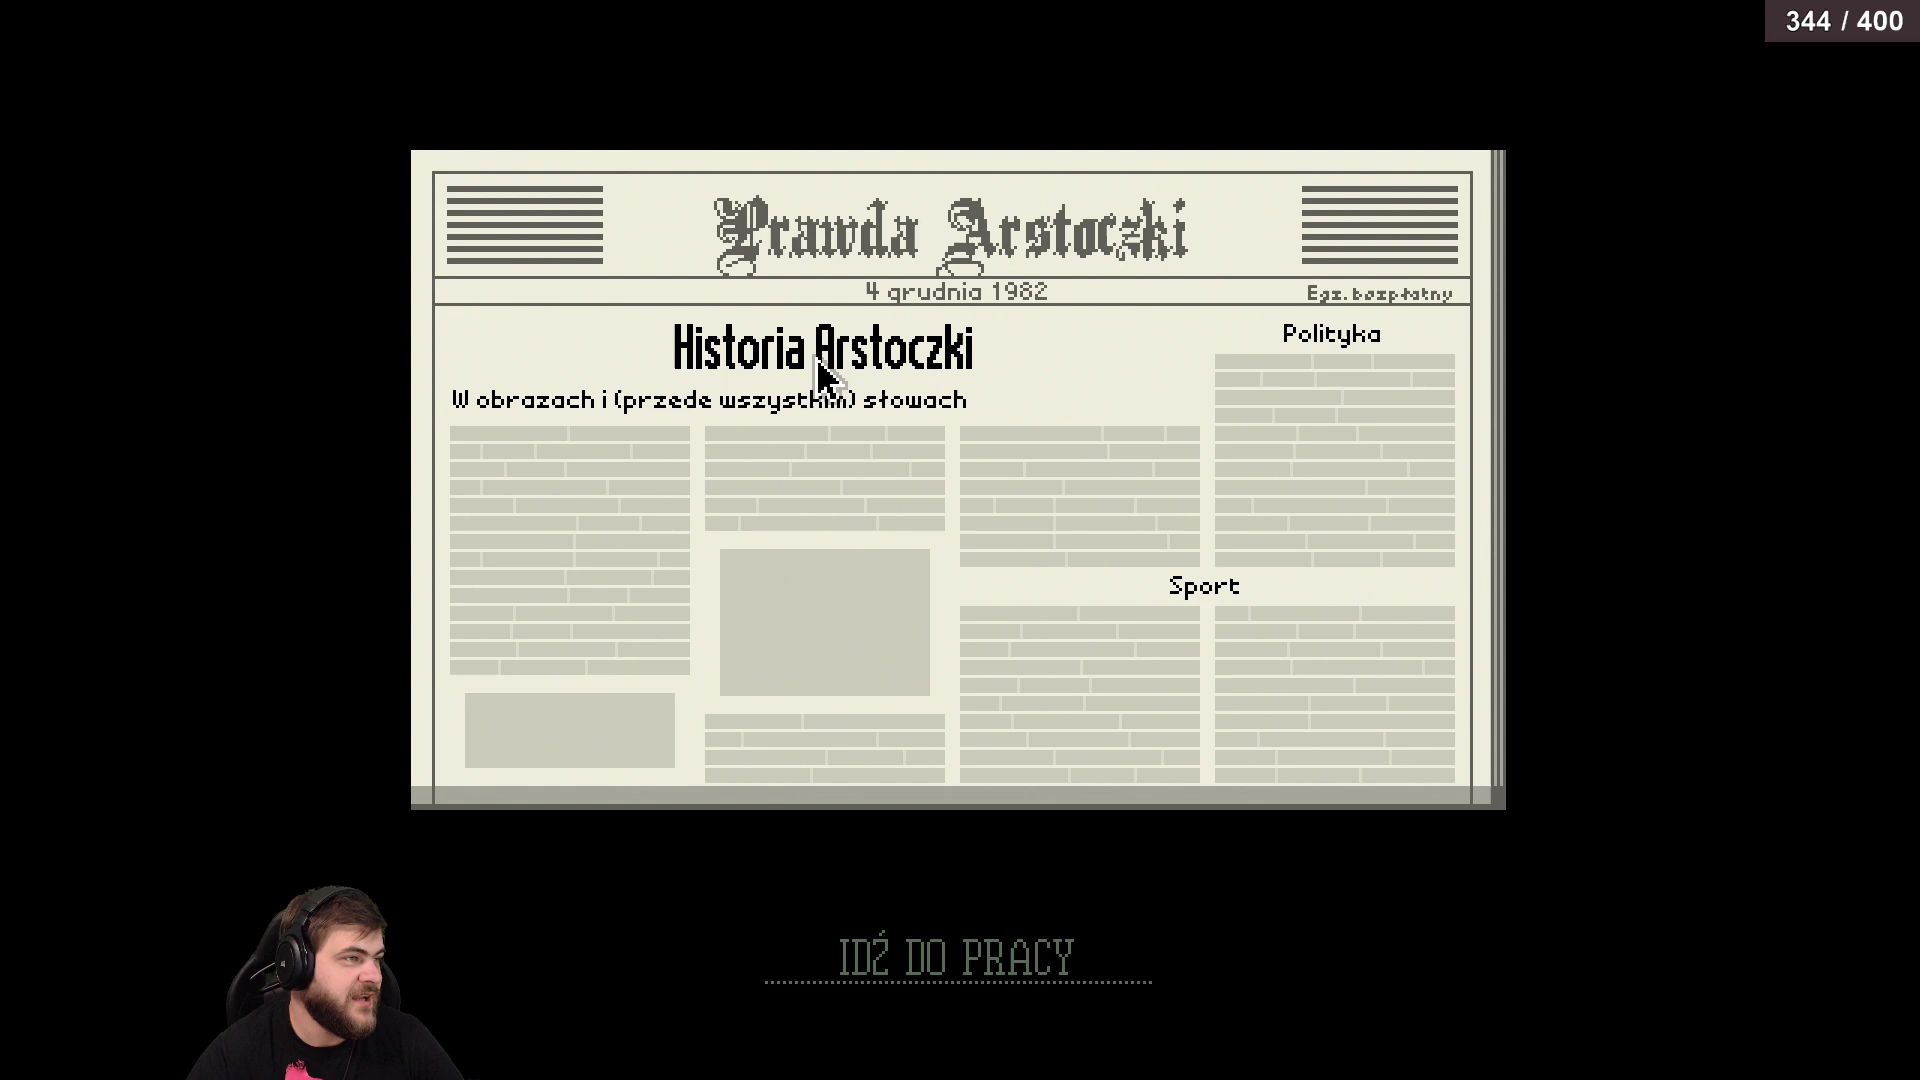 344 / 400
Prawda Arstoczki
4 grudnia 1982
Egz. bezpłatny
Historia Arstoczki
W obrazach i (przede wszystkim) słowach
Polityka
Sport
IDŹ DO PRACY